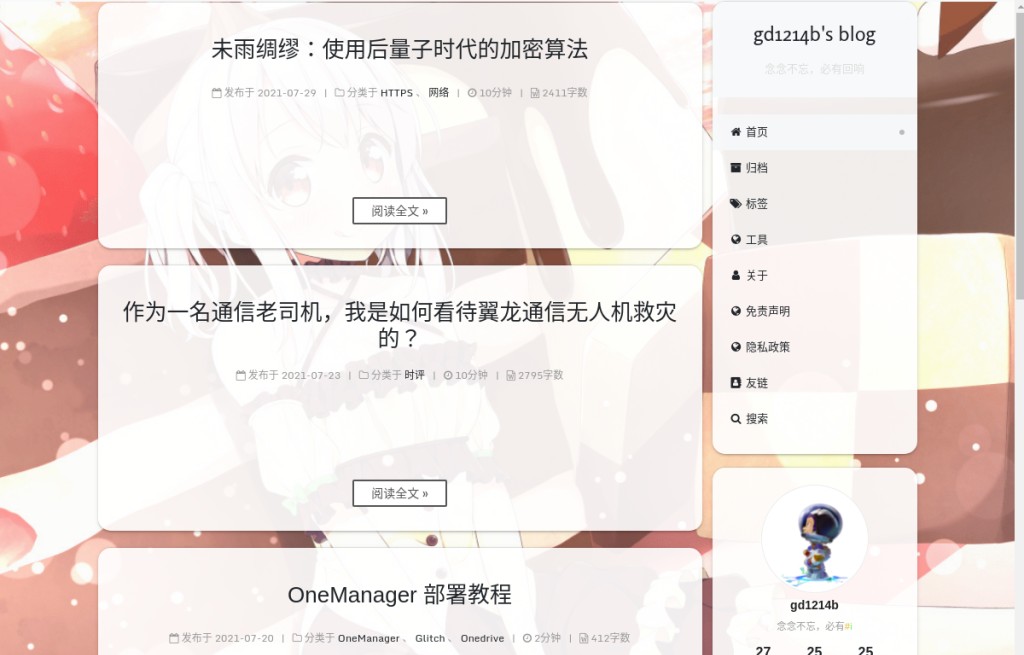 未雨绸缪：使用后量子时代的加密算法
发布于 2021-07-29 | 分类于 HTTPS 、 网络 | 10分钟 | 2411字数
阅读全文 »
作为一名通信老司机，我是如何看待翼龙通信无人机救灾
的？
发布于 2021-07-23 | 分类于 时评 | 10分钟 | 2795字数
阅读全文 »
OneManager 部署教程
发布于 2021-07-20 | 分类于 OneManager 、 Glitch 、 Onedrive | 2分钟 | 412字数
gd1214b's blog
念念不忘，必有回响
首页
归档
标签
工具
关于
免责声明
隐私政策
友链
搜索
gd1214b
念念不忘，必有#i
27 25 25